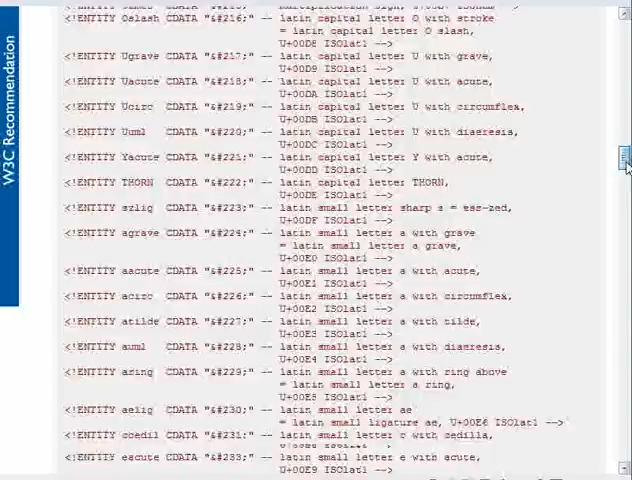 W3C Recommendation
<!ENTITY Oslash CDATA "&#216;" -- latin capital letter O with stroke
= latin capital letter O slash,
U+00D8 ISOlat1 -->
<!ENTITY Ugrave CDATA "&#217;" -- latin capital letter U with grave,
U+00D9 ISOlat1 -->
<!ENTITY Uacute CDATA "&#218;" -- latin capital letter U with acute,
U+00DA ISOlat1 -->
<!ENTITY Ucirc CDATA "&#219;" -- latin capital letter U with circumflex,
U+00DB ISOlat1 -->
<!ENTITY Uuml CDATA "&#220;" -- latin capital letter U with diaeresis,
U+00DC ISOlat1 -->
<!ENTITY Yacute CDATA "&#221;" -- latin capital letter Y with acute,
U+00DD ISOlat1 -->
<!ENTITY THORN CDATA "&#222;" -- latin capital letter THORN,
U+00DE ISOlat1 -->
<!ENTITY szlig CDATA "&#223;" -- latin small letter sharp s = ess-zed,
U+00DF ISOlat1 -->
<!ENTITY agrave CDATA "&#224;" -- latin small letter a with grave
= latin small letter a grave,
U+00E0 ISOlat1 -->
<!ENTITY aacute CDATA "&#225;" -- latin small letter a with acute,
U+00E1 ISOlat1 -->
<!ENTITY acirc CDATA "&#226;" -- latin small letter a with circumflex,
U+00E2 ISOlat1 -->
<!ENTITY atilde CDATA "&#227;" -- latin small letter a with tilde,
U+00E3 ISOlat1 -->
<!ENTITY auml CDATA "&#228;" -- latin small letter a with diaeresis,
U+00E4 ISOlat1 -->
<!ENTITY aring CDATA "&#229;" -- latin small letter a with ring above
= latin small letter a ring,
U+00E5 ISOlat1 -->
<!ENTITY aelig CDATA "&#230;" -- latin small letter ae
= latin small ligature ae, U+00E6 ISOlat1 -->
<!ENTITY ccedil CDATA "&#231;" -- latin small letter c with cedilla,
<!ENTITY eacute CDATA "&#233;" -- latin small letter e with acute,
U+00E9 ISOlat1 -->